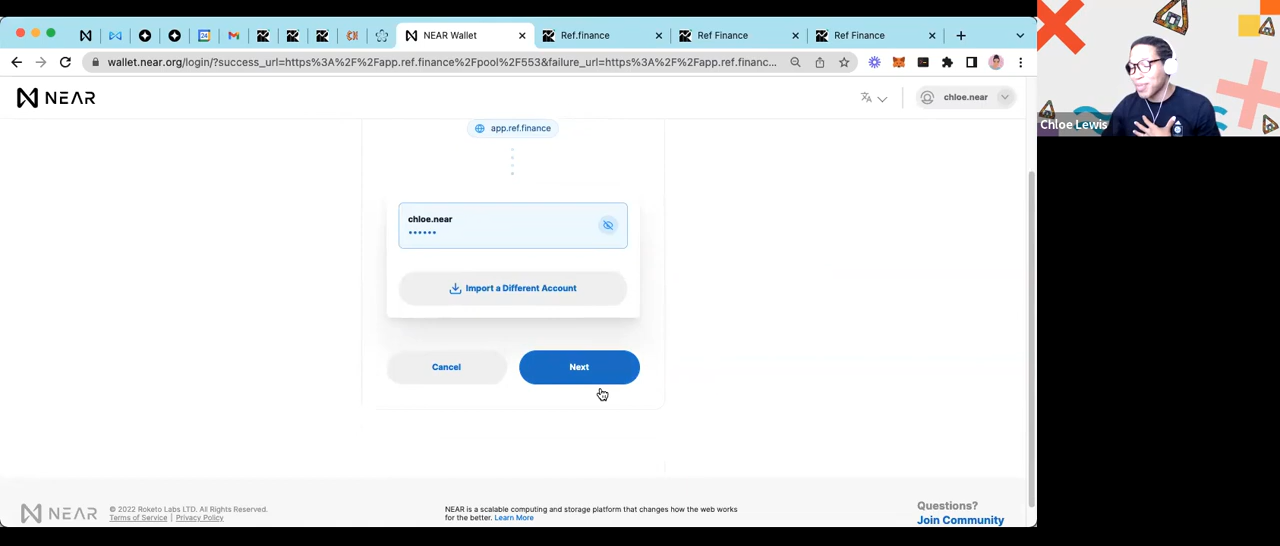 NEAR Wallet
Ref.finance
Ref Finance
Ref Finance
wallet.near.org/login/?success_url=https%3A%2F%2Fapp.ref.finance%2Fpool%2F553&failure_url=https%3A%2F%2Fapp.ref.financ...
NEAR
chloe.near
Chloe Lewis
app.ref.finance
chloe.near
••••••
Import a Different Account
Cancel
Next
NEAR
© 2022 Roketo Labs LTD. All Rights Reserved.
Terms of Service | Privacy Policy
NEAR is a scalable computing and storage platform that changes how the web works
for the better. Learn More
Questions?
Join Community